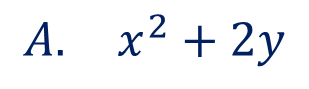 A. x² + 2y